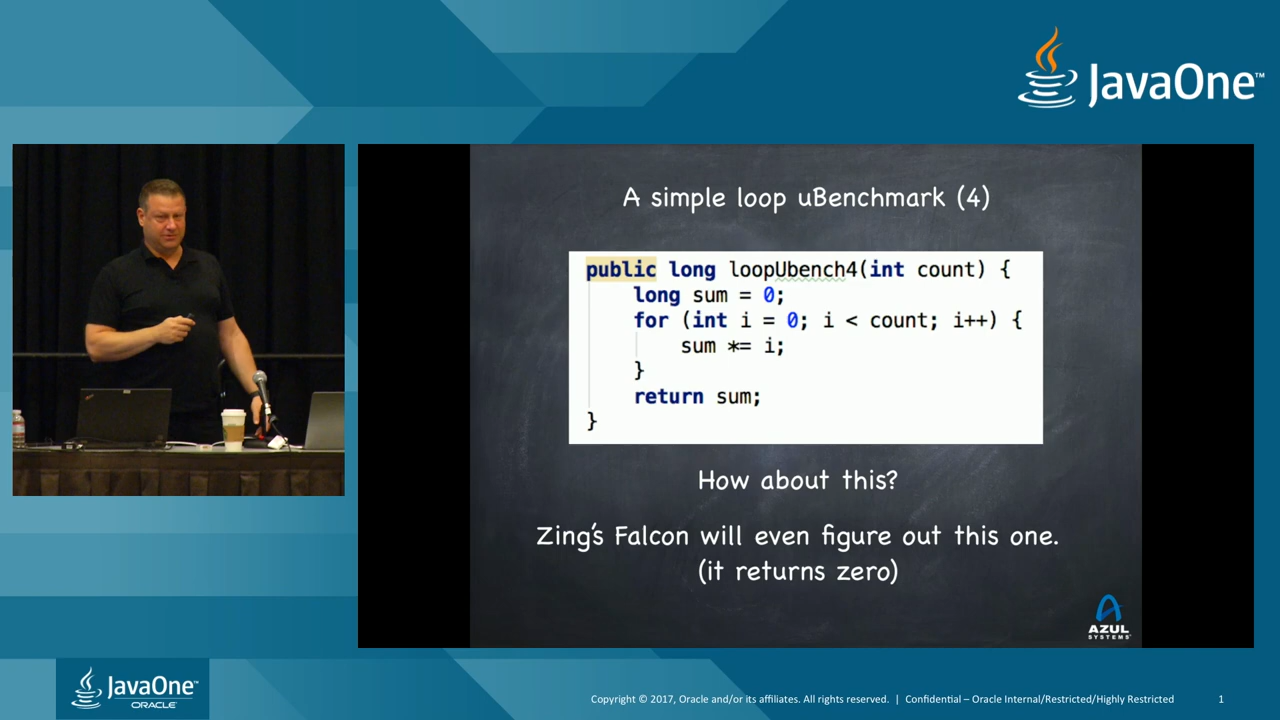 JavaOne™
A simple loop uBenchmark (4)
public long loopUbench4(int count) {
long sum = 0;
for (int i = 0; i < count; i++) {
sum *= i;
}
return sum;
}
How about this?
Zing's Falcon will even figure out this one.
(it returns zero)
AZUL
SYSTEMS
JavaOne™
ORACLE
Copyright © 2017, Oracle and/or its affiliates. All rights reserved. | Confidential – Oracle Internal/Restricted/Highly Restricted 1